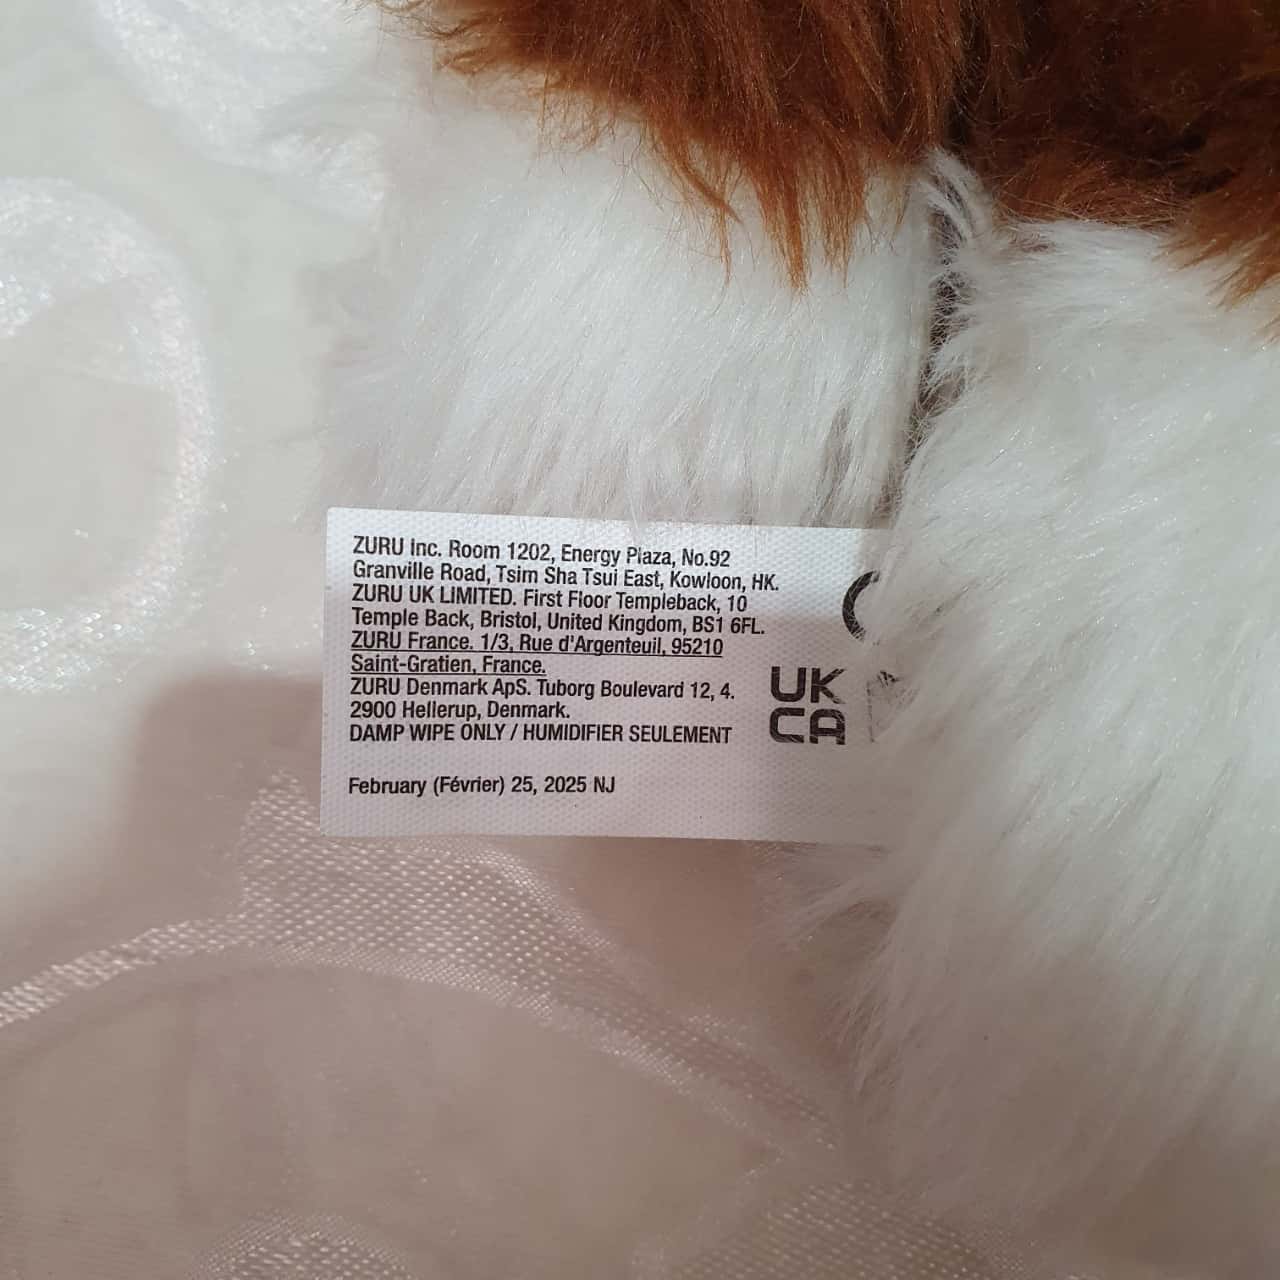 ZURU Inc. Room 1202, Energy Plaza, No.92
Granville Road, Tsim Sha Tsui East, Kowloon, HK.
ZURU UK LIMITED. First Floor Templeback, 10
Temple Back, Bristol, United Kingdom, BS1 6FL.
ZURU France. 1/3, Rue d'Argenteuil, 95210
Saint-Gratien, France.
ZURU Denmark ApS. Tuborg Boulevard 12, 4.
2900 Hellerup, Denmark.
DAMP WIPE ONLY / HUMIDIFIER SEULEMENT
February (Février) 25, 2025 NJ
UK
CA